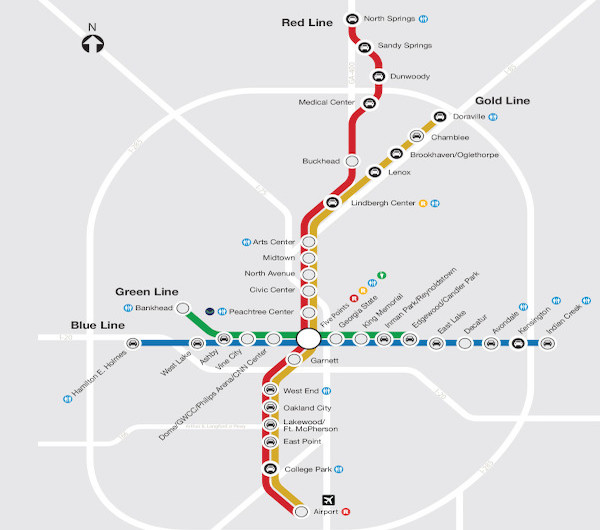 N
Red Line
North Springs
Sandy Springs
Dunwoody
Medical Center
Gold Line
Doraville
Chamblee
Brookhaven/Oglethorpe
Buckhead
Lenox
Lindbergh Center
Arts Center
Midtown
North Avenue
Civic Center
Peachtree Center
Green Line
Bankhead
Blue Line
Hamilton E. Holmes
West Lake
Ashby
Vine City
Dome/GWCC/Philips Arena/CNN Center
Five Points
Georgia State
King Memorial
Inman Park/Reynoldstown
Edgewood/Candler Park
East Lake
Decatur
Avondale
Kensington
Indian Creek
Garnett
West End
Oakland City
Lakewood/
Ft. McPherson
East Point
College Park
Airport